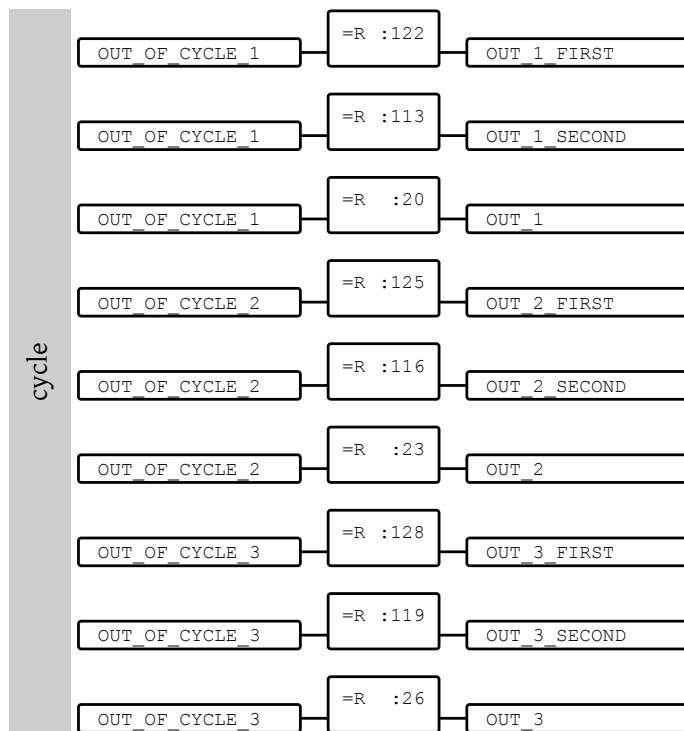 cycle
=R :122
OUT_OF_CYCLE_1 OUT_1_FIRST
=R :113
OUT_OF_CYCLE_1 OUT_1_SECOND
=R :20
OUT_OF_CYCLE_1 OUT_1
=R :125
OUT_OF_CYCLE_2 OUT_2_FIRST
=R :116
OUT_OF_CYCLE_2 OUT_2_SECOND
=R :23
OUT_OF_CYCLE_2 OUT_2
=R :128
OUT_OF_CYCLE_3 OUT_3_FIRST
=R :119
OUT_OF_CYCLE_3 OUT_3_SECOND
=R :26
OUT_OF_CYCLE_3 OUT_3